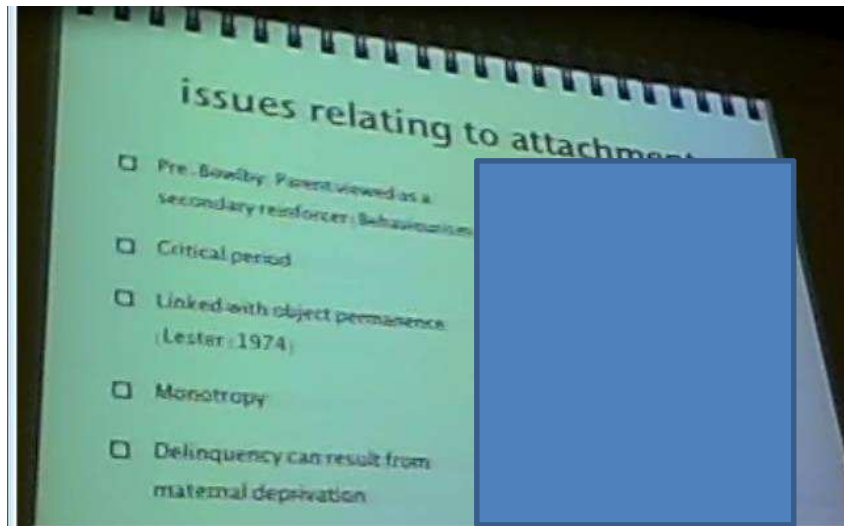 issues relating to attachment
Pre-Bowlby: Parent viewed as a
secondary reinforcer (Behaviourism
Critical period
Linked with object permanence
(Lester (1974)
Monotropy
Delinquency can result from
maternal deprivation